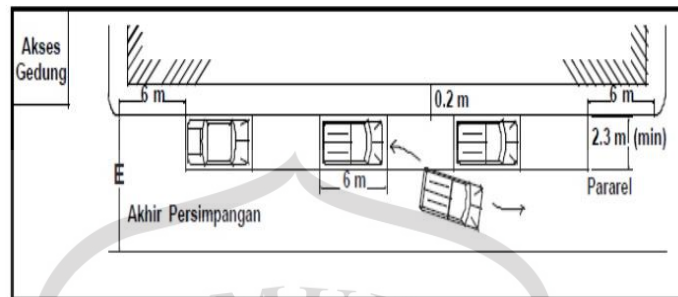 Akses
Gedung
6 m
6 m
0.2 m
2.3 m (min)
E
6 m
Pararel
Akhir Persimpangan